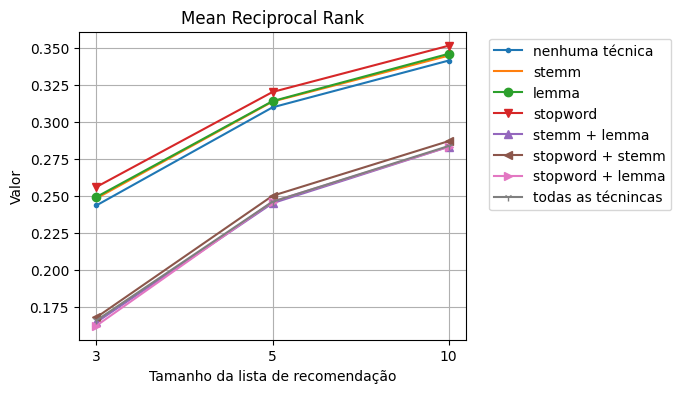 Mean Reciprocal Rank
0.350
0.325
0.300
0.275
0.250
0.225
0.200
0.175
Valor
3 5 10
Tamanho da lista de recomendação
nenhuma técnica
stemm
lemma
stopword
stemm + lemma
stopword + stemm
stopword + lemma
todas as técnincas